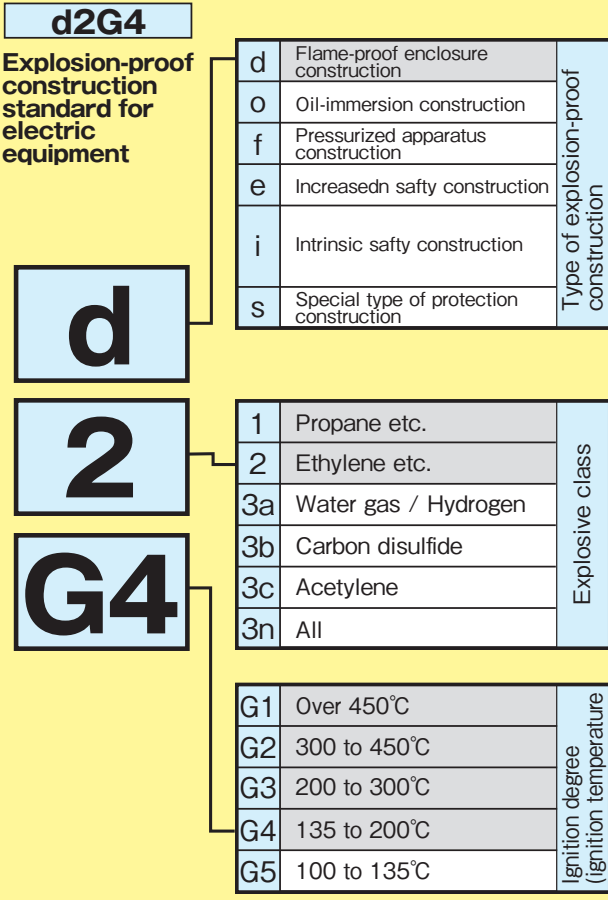 d2G4
Explosion-proof
construction
standard for
electric
equipment
d
Flame-proof enclosure
construction
o
Oil-immersion construction
f
Pressurized apparatus
construction
e
Increasedn safty construction
i
Intrinsic safty construction
s
Special type of protection
construction
Type of explosion-proof
construction
d
2
G4
1
Propane etc.
2
Ethylene etc.
3a
Water gas / Hydrogen
3b
Carbon disulfide
3c
Acetylene
3n
All
Explosive class
G1
Over 450℃
G2
300 to 450℃
G3
200 to 300℃
G4
135 to 200℃
G5
100 to 135℃
Ignition degree
(ignition temperature